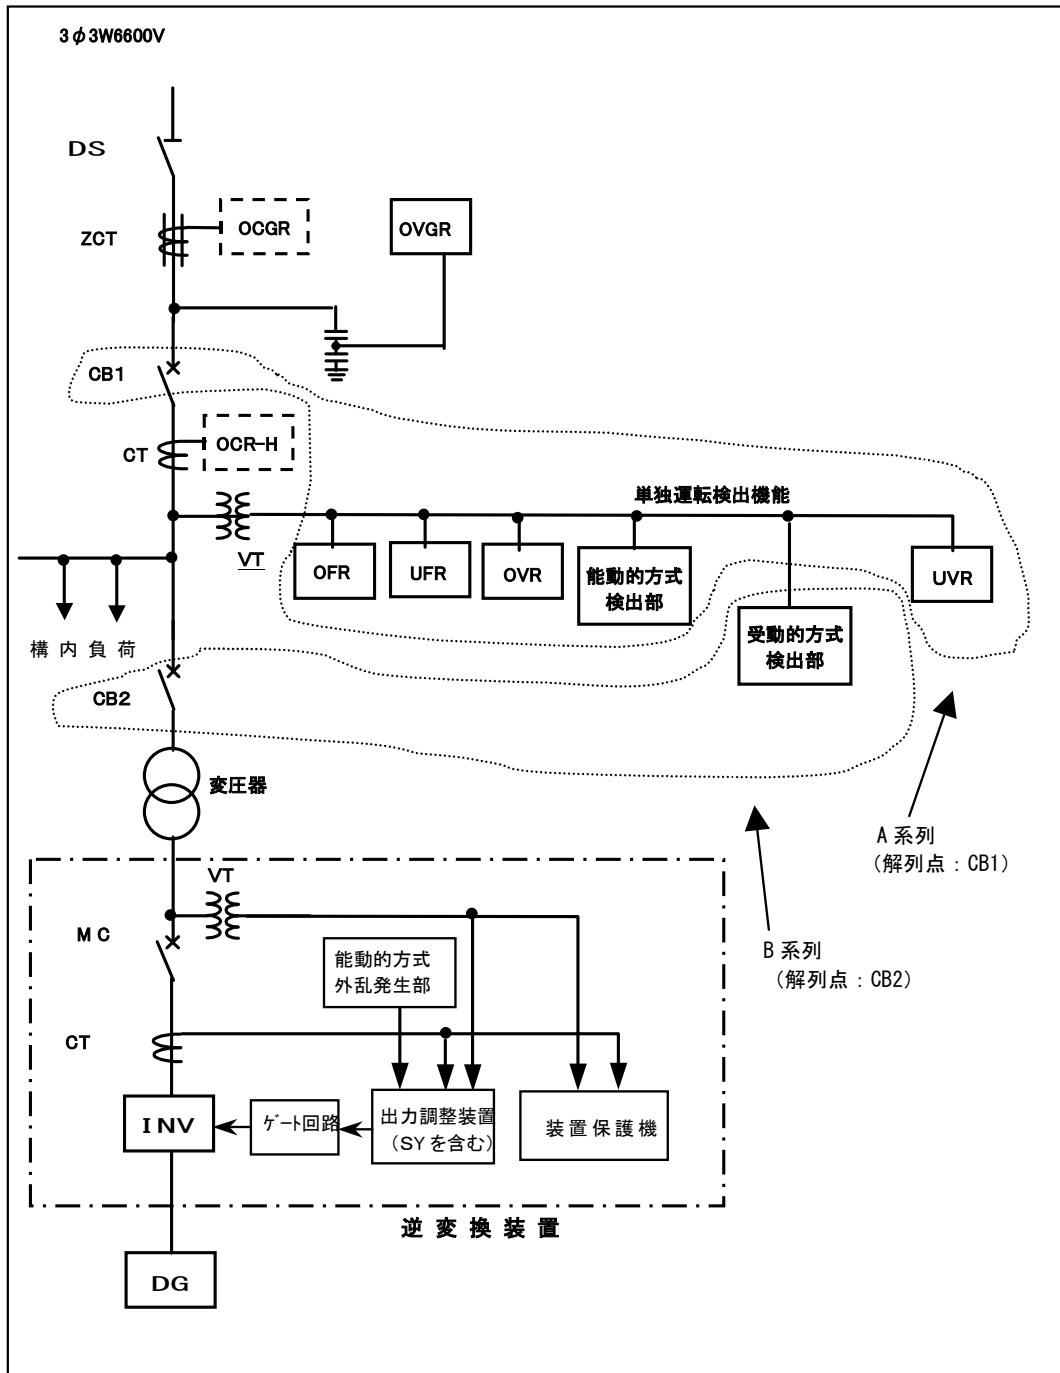 3φ3W6600V
DS
ZCT
OCGR
OVGR
CB1
CT
OCR-H
単独運転検出機能
VT
OFR
UFR
OVR
能動的方式
検出部
UVR
受動的方式
検出部
構内負荷
CB2
変圧器
A系列
(解列点：CB1)
B系列
(解列点：CB2)
VT
MC
能動的方式
外乱発生部
CT
INV
ｹﾞｰﾄ回路
出力調整装置
(SYを含む)
装置保護機
逆変換装置
DG